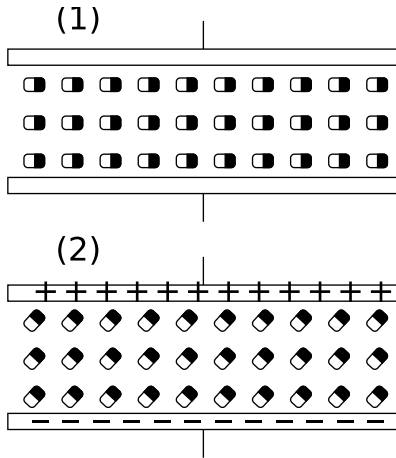 (1)
(2)
+ + + + + + + + + + + +
− − − − − − − − − − − −